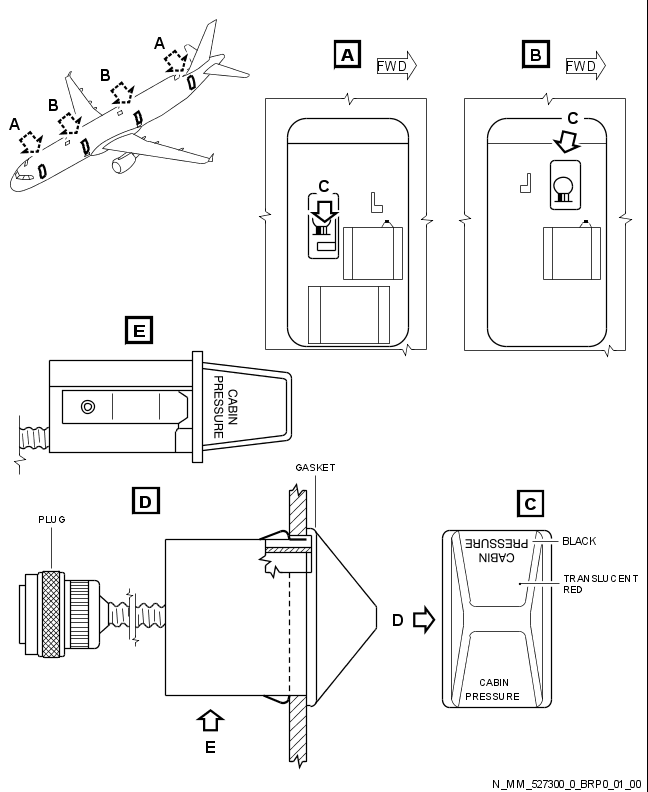 A
B
B
A
A
FWD
B
FWD
C
C
E
CABIN
PRESSURE
D
GASKET
C
PLUG
CABIN
PRESSURE
BLACK
TRANSLUCENT
RED
D
CABIN
PRESSURE
E
N_MM_527300_0_BRP0_01_00